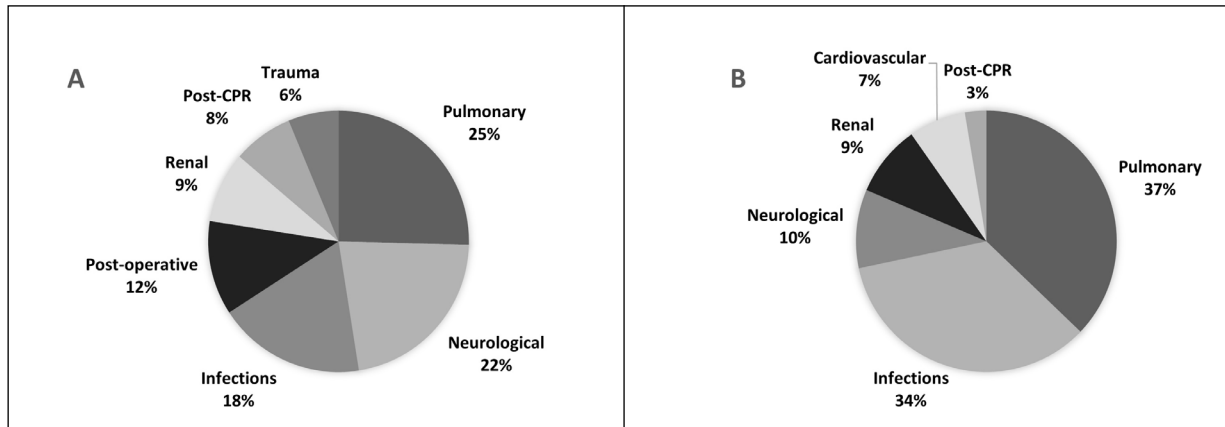 A
Trauma
6%
Post-CPR
8%
Pulmonary
25%
Renal
9%
Post-operative
12%
Neurological
22%
Infections
18%
B
Cardiovascular
7%
Post-CPR
3%
Renal
9%
Pulmonary
37%
Neurological
10%
Infections
34%